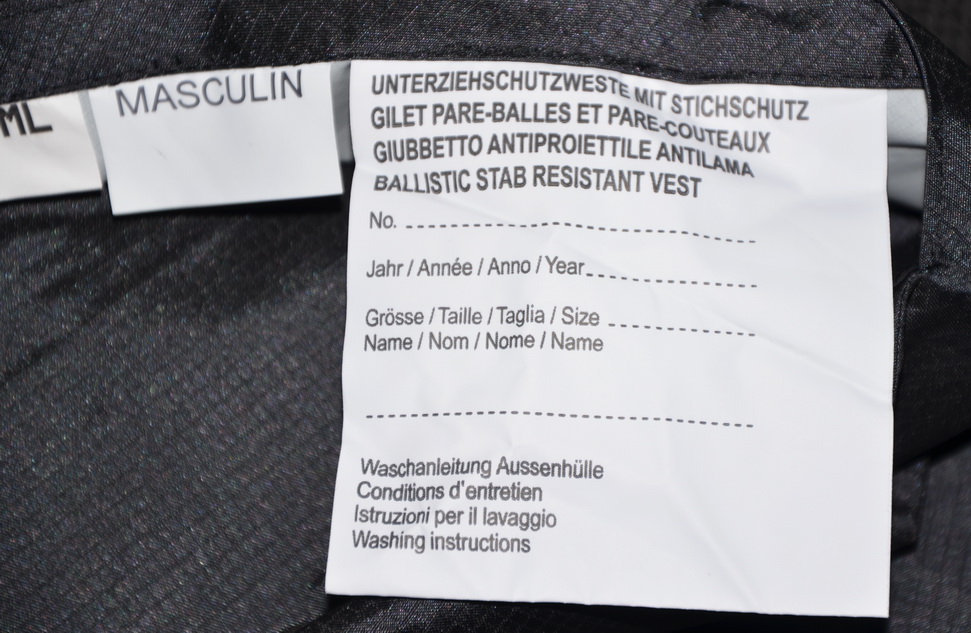 ML
MASCULIN
UNTERZIEHSCHUTZWESTE MIT STICHSCHUTZ
GILET PARE-BALLES ET PARE-COUTEAUX
GIUBBETTO ANTIPROIETTILE ANTILAMA
BALLISTIC STAB RESISTANT VEST
No. ........................................
Jahr / Année / Anno / Year........................
Grösse / Taille / Taglia / Size ....................
Name / Nom / Nome / Name
..................................................
Waschanleitung Aussenhülle
Conditions d'entretien
Istruzioni per il lavaggio
Washing instructions